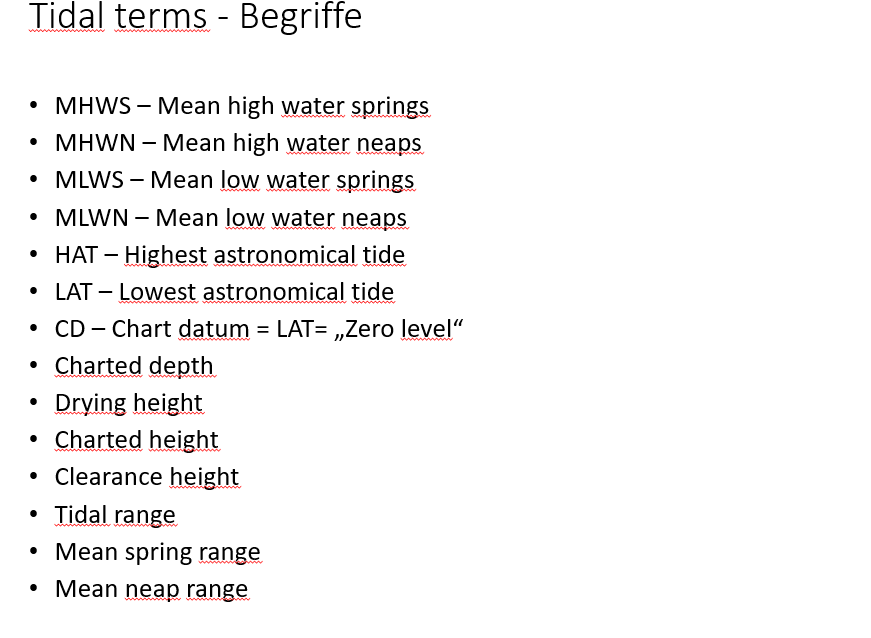 Tidal terms - Begriffe
• MHWS – Mean high water springs
• MHWN – Mean high water neaps
• MLWS – Mean low water springs
• MLWN – Mean low water neaps
• HAT – Highest astronomical tide
• LAT – Lowest astronomical tide
• CD – Chart datum = LAT= „Zero level“
• Charted depth
• Drying height
• Charted height
• Clearance height
• Tidal range
• Mean spring range
• Mean neap range